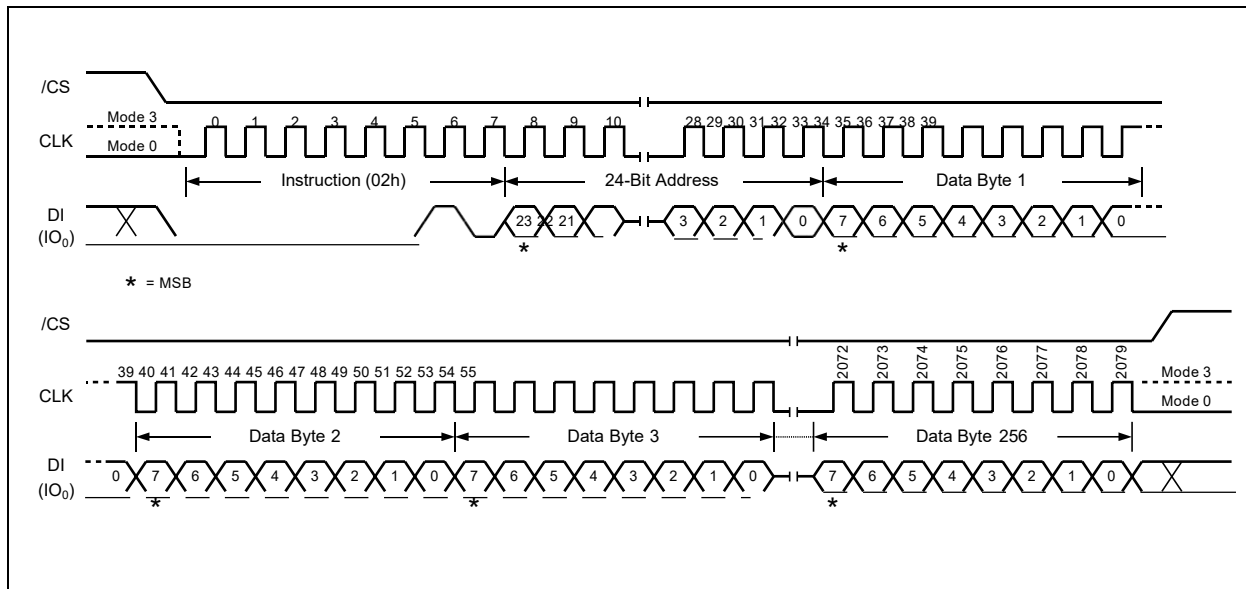 /CS
Mode 3
0 1 2 3 4 5 6 7 8 9 10 28 29 30 31 32 33 34 35 36 37 38 39
CLK
Mode 0
Instruction (02h) 24-Bit Address Data Byte 1
DI
(IO0)
23 22 21 3 2 1 0 7 6 5 4 3 2 1 0
* *
* = MSB
/CS
2072 2073 2074 2075 2076 2077 2078 2079
39 40 41 42 43 44 45 46 47 48 49 50 51 52 53 54 55
Mode 3
CLK
Mode 0
Data Byte 2 Data Byte 3 Data Byte 256
DI
(IO0)
0 7 6 5 4 3 2 1 0 7 6 5 4 3 2 1 0 7 6 5 4 3 2 1 0
* * *